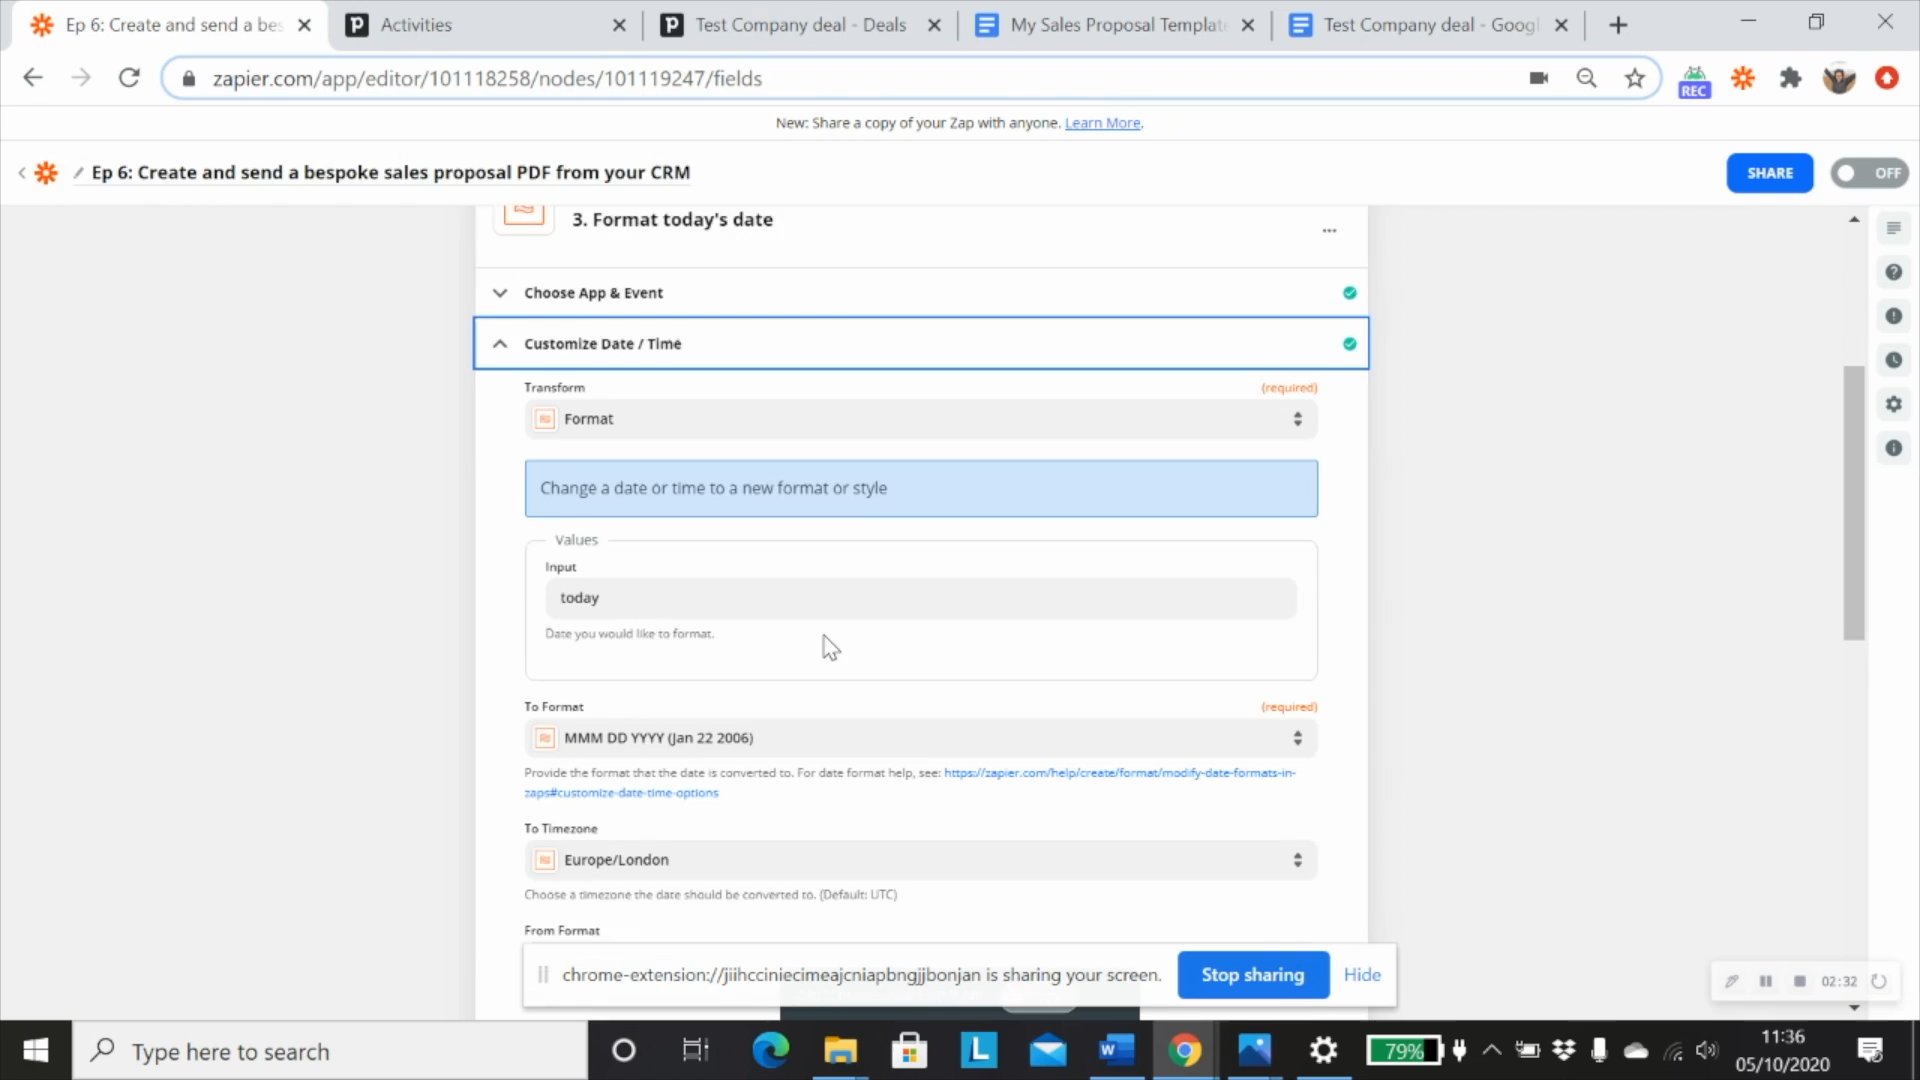 Ep 6: Create and send a bes
Activities
Test Company deal - Deals
My Sales Proposal Template
Test Company deal - Googl
zapier.com/app/editor/101118258/nodes/101119247/fields
REC
New: Share a copy of your Zap with anyone. Learn More.
Ep 6: Create and send a bespoke sales proposal PDF from your CRM
SHARE
OFF
3. Format today's date
Choose App & Event
Customize Date / Time
Transform
(required)
Format
Change a date or time to a new format or style
Values
Input
today
Date you would like to format.
To Format
(required)
MMM DD YYYY (Jan 22 2006)
Provide the format that the date is converted to. For date format help, see: https://zapier.com/help/create/format/modify-date-formats-in-
zaps#customize-date-time-options
To Timezone
Europe/London
Choose a timezone the date should be converted to. (Default: UTC)
From Format
chrome-extension://jiihcciniecimeajcniapbngjjbonjan is sharing your screen.
Stop sharing
Hide
02:32
Type here to search
79%
11:36
05/10/2020